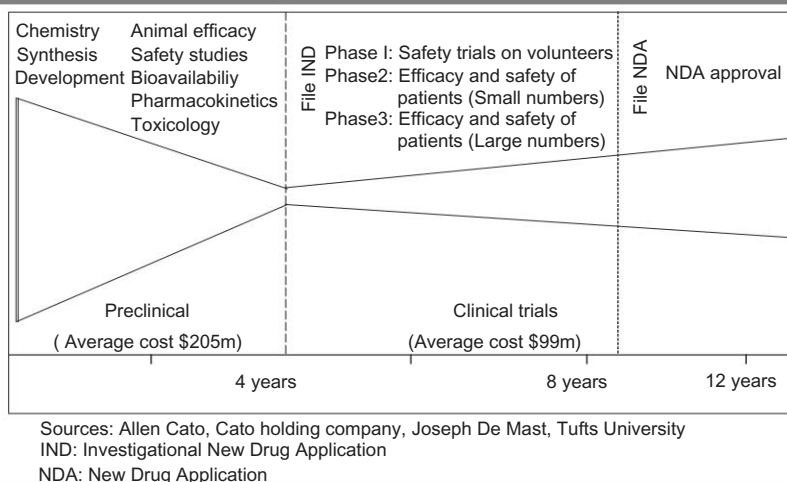 Chemistry
Synthesis
Development
Animal efficacy
Safety studies
Bioavailabiliy
Pharmacokinetics
Toxicology
File IND
Phase I: Safety trials on volunteers
Phase2: Efficacy and safety of
patients (Small numbers)
Phase3: Efficacy and safety of
patients (Large numbers)
File NDA
NDA approval
Preclinical
( Average cost $205m)
Clinical trials
(Average cost $99m)
4 years
8 years
12 years
Sources: Allen Cato, Cato holding company, Joseph De Mast, Tufts University
IND: Investigational New Drug Application
NDA: New Drug Application